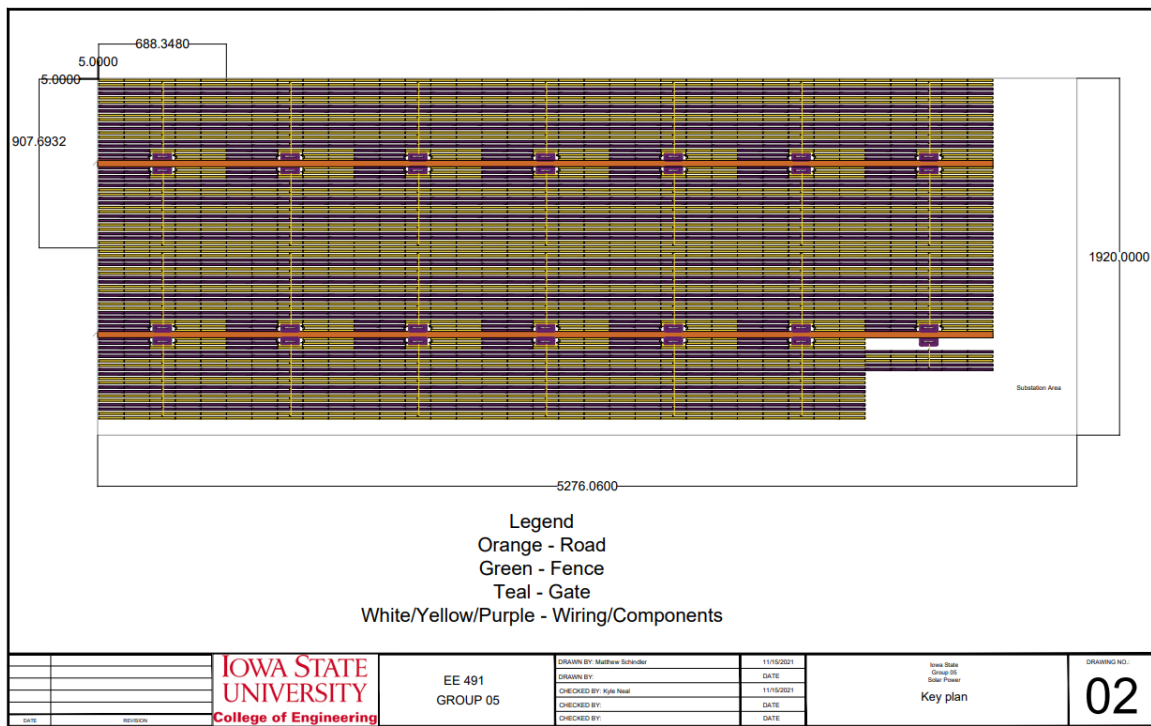 688.3480
5.0000
5.0000
907.6932
1920.0000
Substation Area
5276.0600
Legend
Orange - Road
Green - Fence
Teal - Gate
White/Yellow/Purple - Wiring/Components
DATE
REVISION
IOWA STATE
UNIVERSITY
College of Engineering
EE 491
GROUP 05
DRAWN BY: Matthew Schindler
11/15/2021
DRAWN BY:
DATE
CHECKED BY: Kyle Neal
11/15/2021
CHECKED BY:
DATE
CHECKED BY:
DATE
Iowa State
Group 05
Solar Power
Key plan
DRAWING NO.:
02